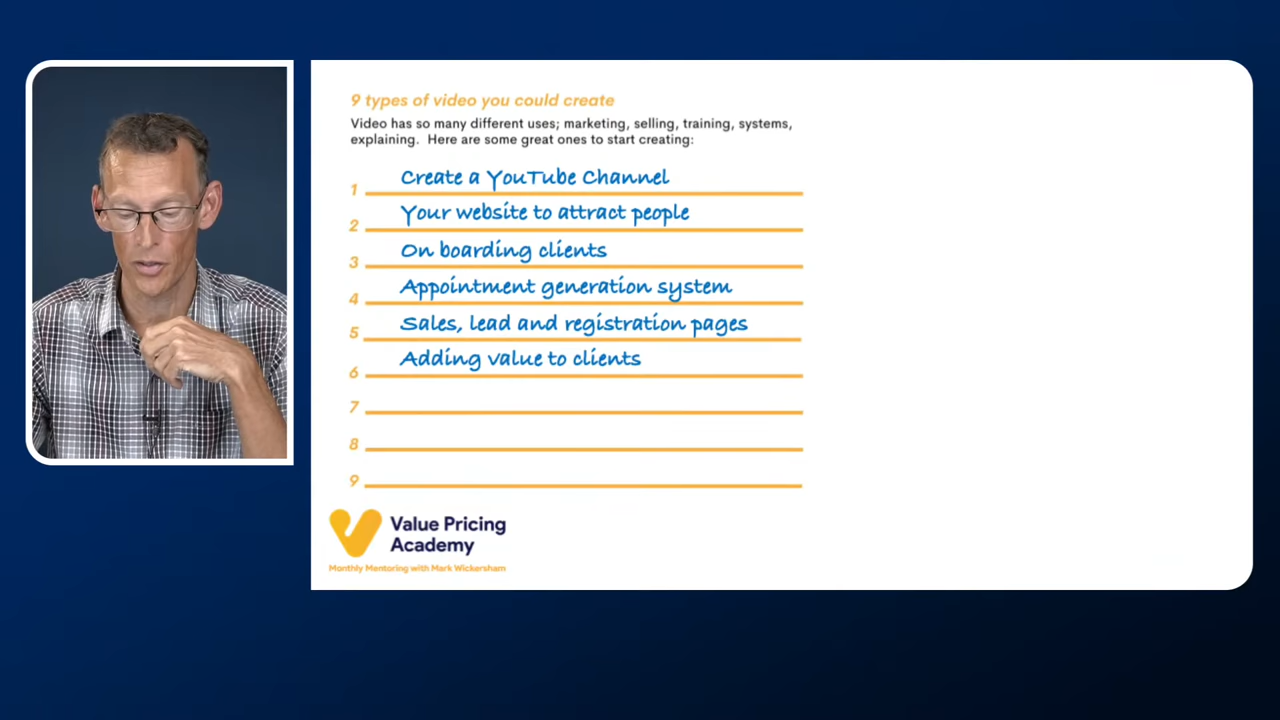 9 types of video you could create
Video has so many different uses; marketing, selling, training, systems,
explaining. Here are some great ones to start creating:
1 Create a YouTube Channel
2 Your website to attract people
3 On boarding clients
4 Appointment generation system
5 Sales, lead and registration pages
6 Adding value to clients
7
8
9
Value Pricing
Academy
Monthly Mentoring with Mark Wickersham